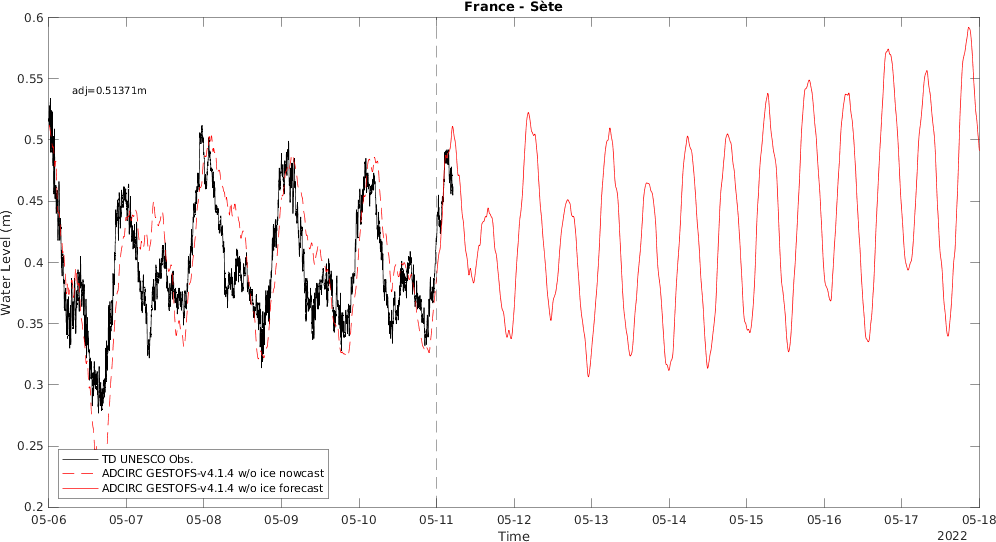 France - Sète
0.6
0.55
0.5
0.45
0.4
0.35
0.3
0.25
0.2
Water Level (m)
adj=0.51371m
TD UNESCO Obs.
ADCIRC GESTOFS-v4.1.4 w/o ice nowcast
ADCIRC GESTOFS-v4.1.4 w/o ice forecast
05-06 05-07 05-08 05-09 05-10 05-11 05-12 05-13 05-14 05-15 05-16 05-17 05-18
Time
2022